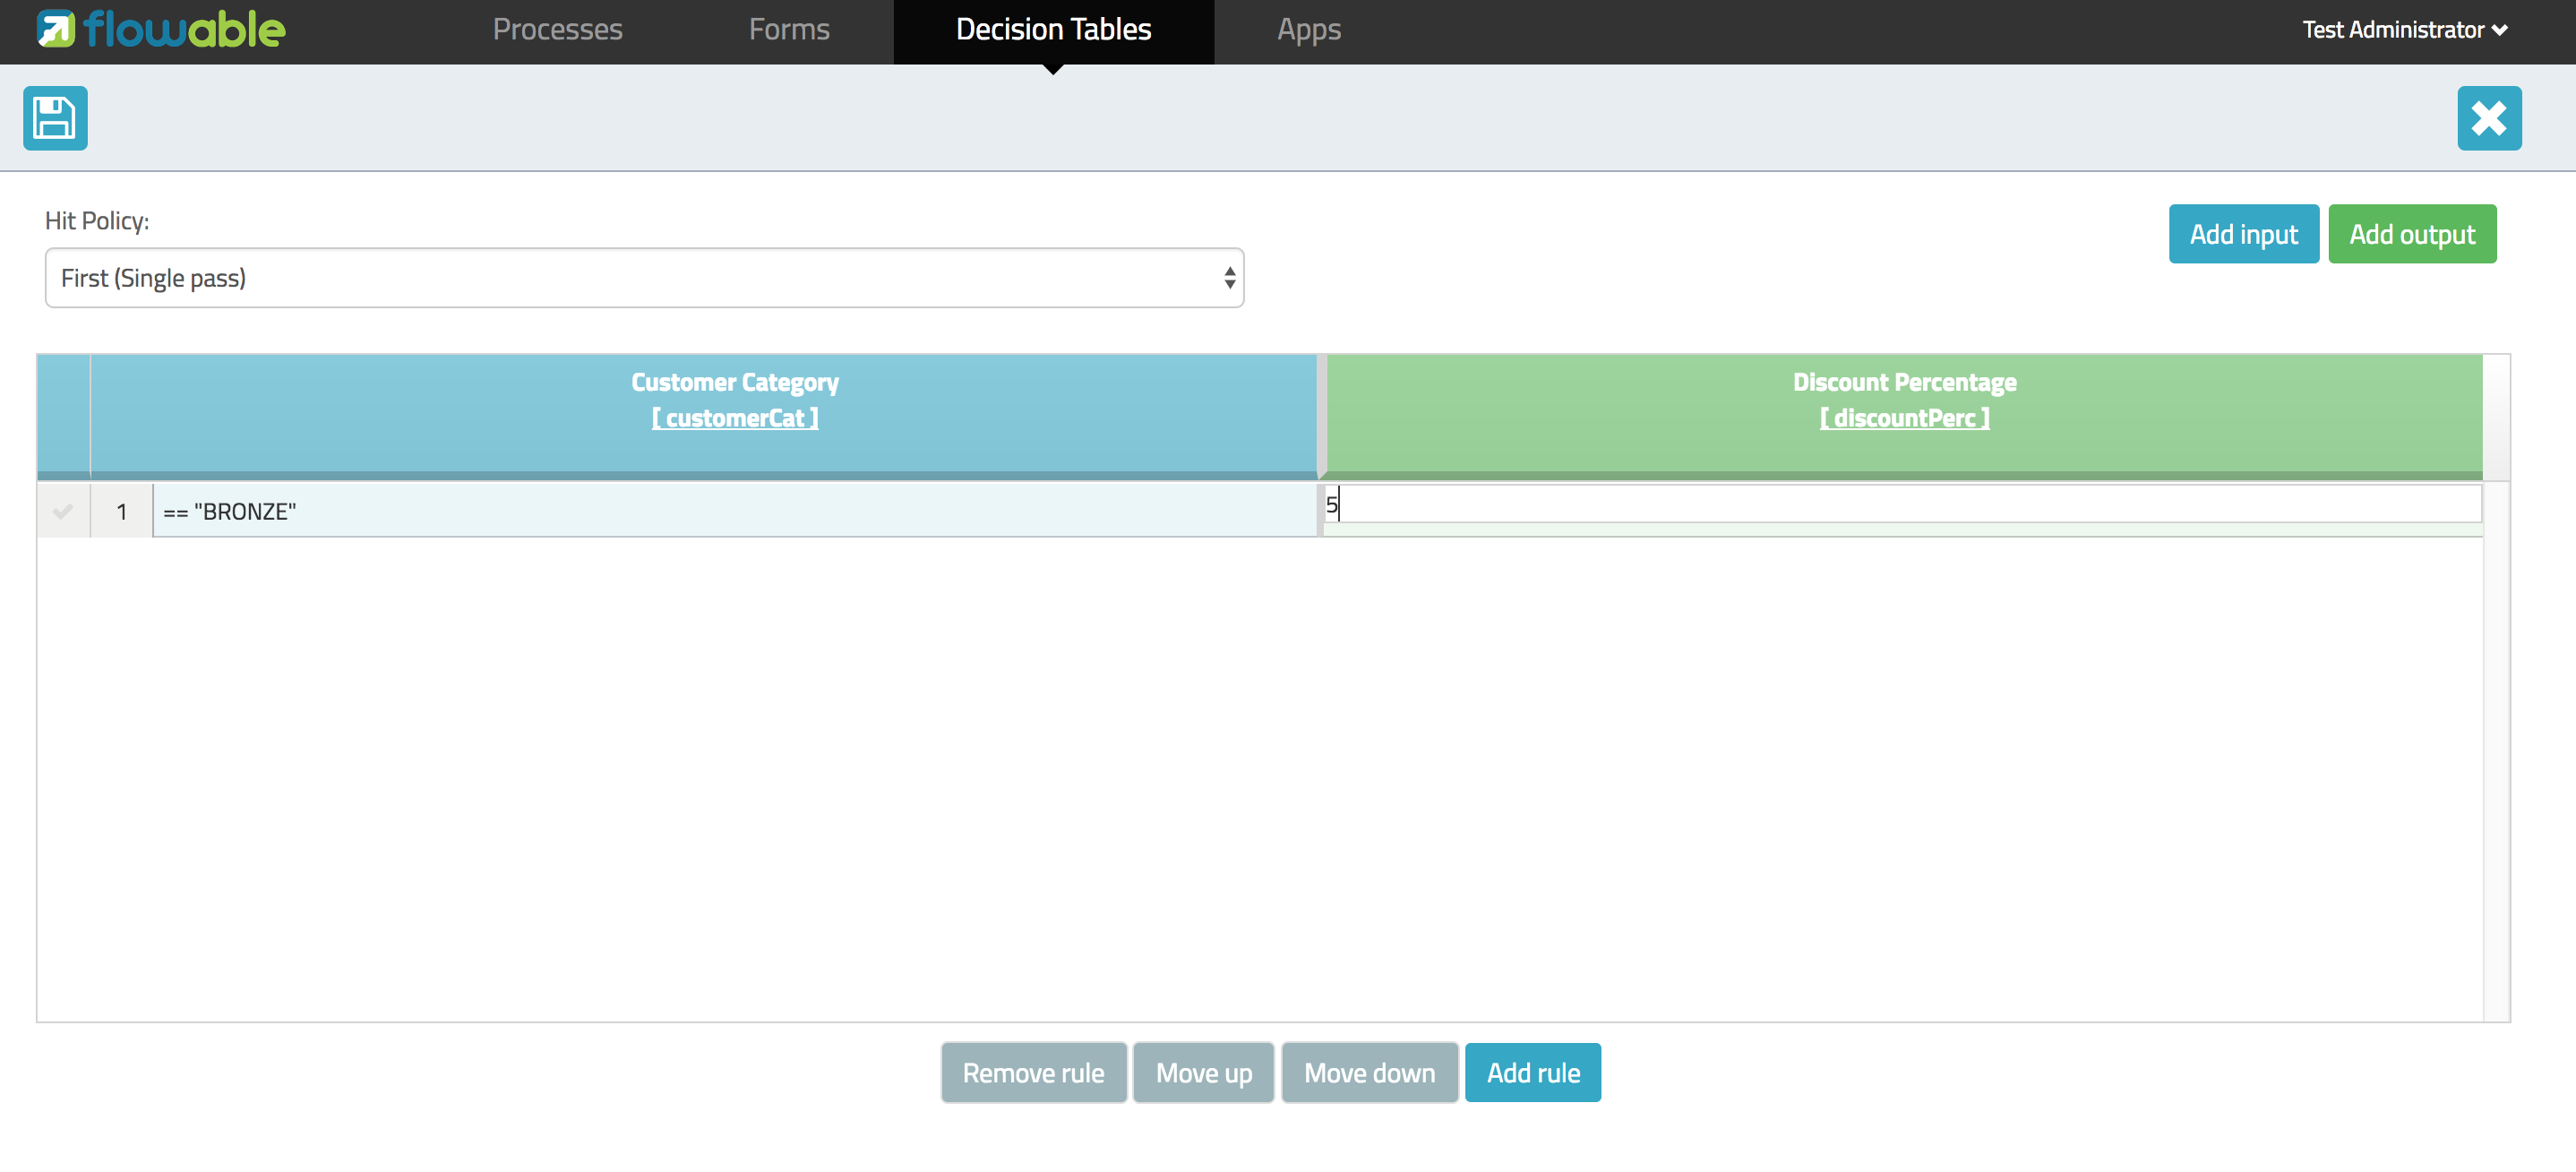 flowable
Processes
Forms
Decision Tables
Apps
Test Administrator
Hit Policy:
First (Single pass)
Add input
Add output
Customer Category
[ customerCat ]
Discount Percentage
[ discountPerc ]
1
== "BRONZE"
5
Remove rule
Move up
Move down
Add rule